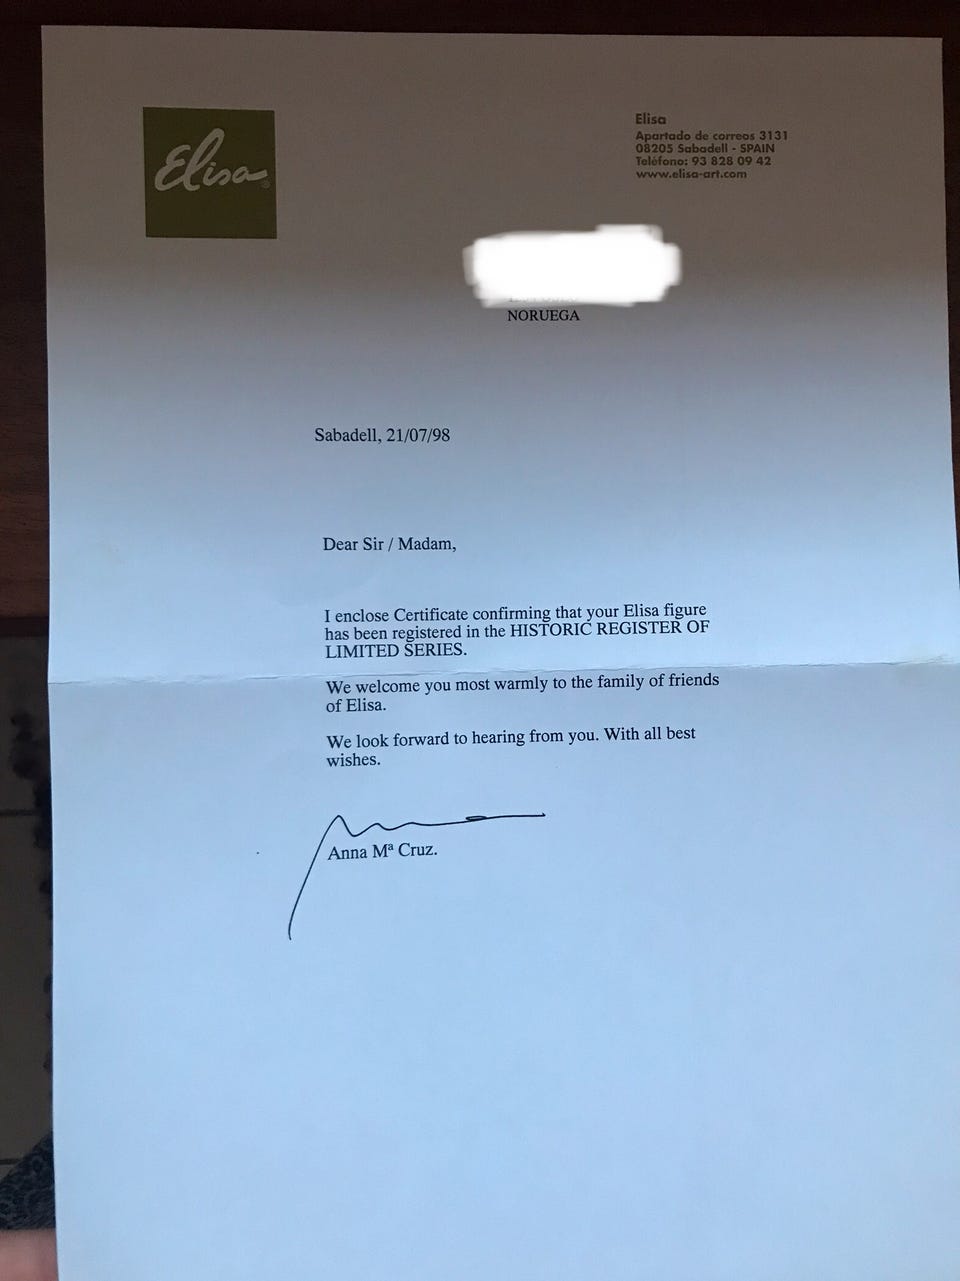 Elisa®
Elisa
Apartado de correos 3131
08205 Sabadell - SPAIN
Teléfono: 93 828 09 42
www.elisa-art.com
NORUEGA
Sabadell, 21/07/98
Dear Sir / Madam,
I enclose Certificate confirming that your Elisa figure
has been registered in the HISTORIC REGISTER OF
LIMITED SERIES.
We welcome you most warmly to the family of friends
of Elisa.
We look forward to hearing from you. With all best
wishes.
Anna Mª Cruz.